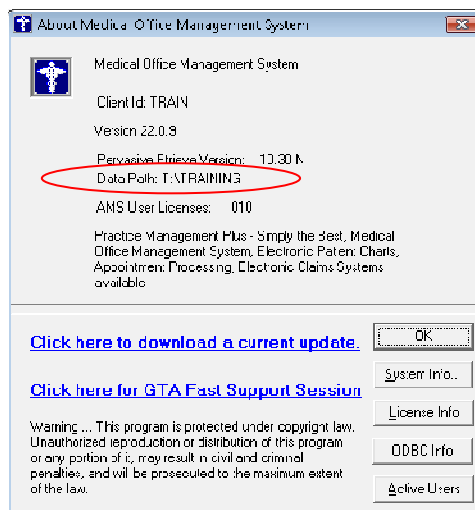 About Medical Office Management System
Medical Office Management System
Client Id: TRAIN
Version 22.0.9
Pervasive Btrieve Version: 10.30 N
Data Path: T:\TRAINING
AMS User Licenses: 010
Practice Management Plus - Simply the Best, Medical
Office Management System, Electronic Patient Charts,
Appointment Processing, Electronic Claims Systems
available
Click here to download a current update.
OK
System Info...
Click here for GTA Fast Support Session
License Info
Warning ... This program is protected under copyright law.
Unauthorized reproduction or distribution of this program
or any portion of it, may result in civil and criminal
penalties, and will be prosecuted to the maximum extent
of the law.
ODBC Info
Active Users